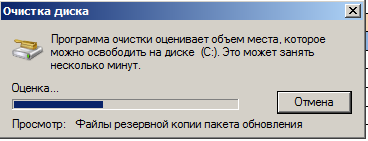 Очистка диска
Программа очистки оценивает объем места, которое
можно освободить на диске (C:). Это может занять
несколько минут.
Оценка...
Отмена
Просмотр: Файлы резервной копии пакета обновления